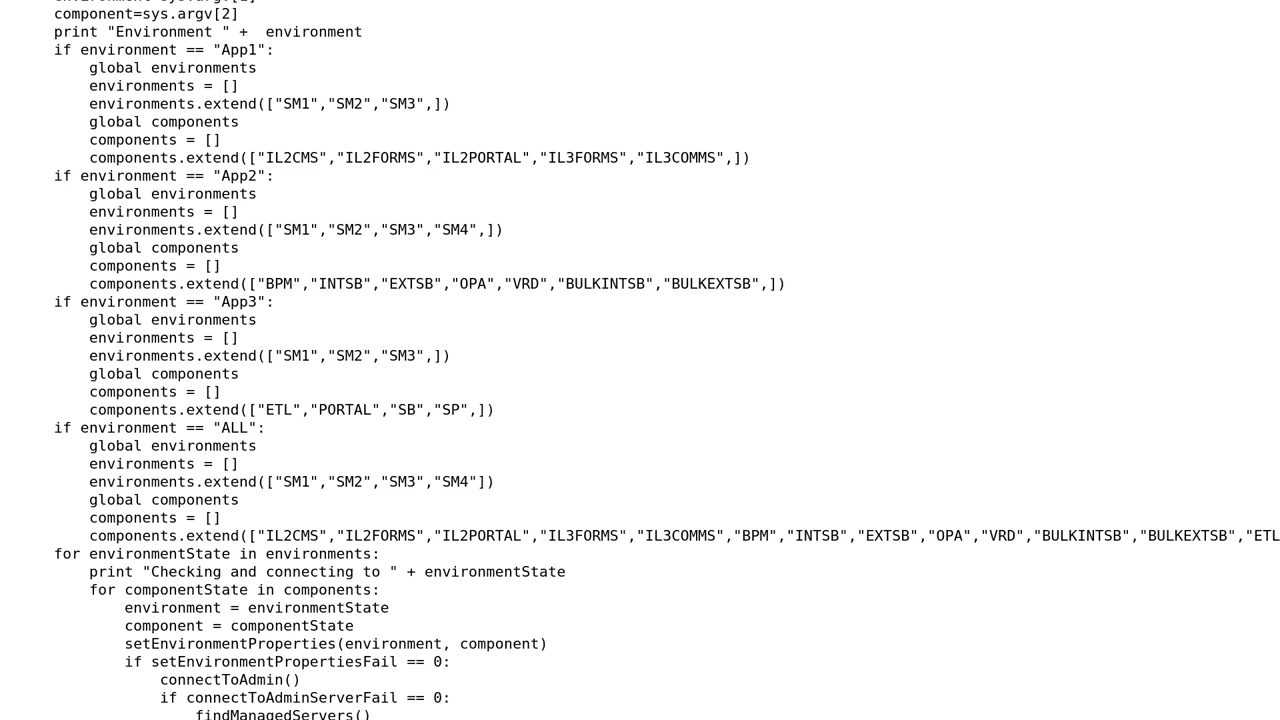 component=sys.argv[2]
print "Environment " +  environment
if environment == "App1":
    global environments
    environments = []
    environments.extend(["SM1","SM2","SM3",])
    global components
    components = []
    components.extend(["IL2CMS","IL2FORMS","IL2PORTAL","IL3FORMS","IL3COMMS",])
if environment == "App2":
    global environments
    environments = []
    environments.extend(["SM1","SM2","SM3","SM4",])
    global components
    components = []
    components.extend(["BPM","INTSB","EXTSB","OPA","VRD","BULKINTSB","BULKEXTSB",])
if environment == "App3":
    global environments
    environments = []
    environments.extend(["SM1","SM2","SM3",])
    global components
    components = []
    components.extend(["ETL","PORTAL","SB","SP",])
if environment == "ALL":
    global environments
    environments = []
    environments.extend(["SM1","SM2","SM3","SM4"])
    global components
    components = []
    components.extend(["IL2CMS","IL2FORMS","IL2PORTAL","IL3FORMS","IL3COMMS","BPM","INTSB","EXTSB","OPA","VRD","BULKINTSB","BULKEXTSB","ETL
for environmentState in environments:
    print "Checking and connecting to " + environmentState
    for componentState in components:
        environment = environmentState
        component = componentState
        setEnvironmentProperties(environment, component)
        if setEnvironmentPropertiesFail == 0:
            connectToAdmin()
            if connectToAdminServerFail == 0:
                findManagedServers()